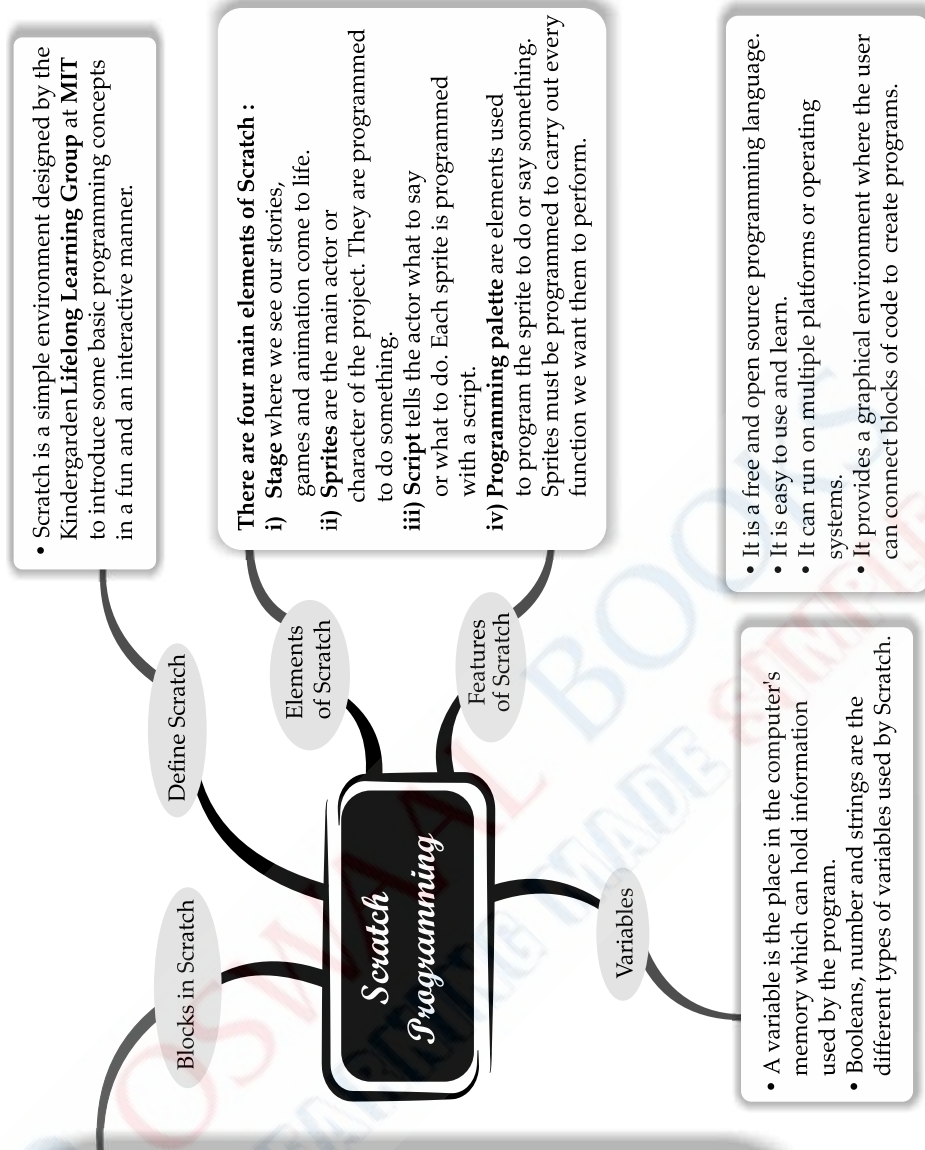 • Scratch is a simple environment designed by the
Kindergarden Lifelong Learning Group at MIT
to introduce some basic programming concepts
in a fun and an interactive manner.
There are four main elements of Scratch :
i) Stage where we see our stories,
games and animation come to life.
ii) Sprites are the main actor or
character of the project. They are programmed
to do something.
iii) Script tells the actor what to say
or what to do. Each sprite is programmed
with a script.
iv) Programming palette are elements used
to program the sprite to do or say something.
Sprites must be programmed to carry out every
function we want them to perform.
• It is a free and open source programming language.
• It is easy to use and learn.
• It can run on multiple platforms or operating
systems.
• It provides a graphical environment where the user
can connect blocks of code to create programs.
Define Scratch
Elements
of Scratch
Features
of Scratch
Blocks in Scratch
Scratch
Programming
Variables
• A variable is the place in the computer's
memory which can hold information
used by the program.
• Booleans, number and strings are the
different types of variables used by Scratch.
OSWAAL BOOKS
LEARNING MADE SIMPLE